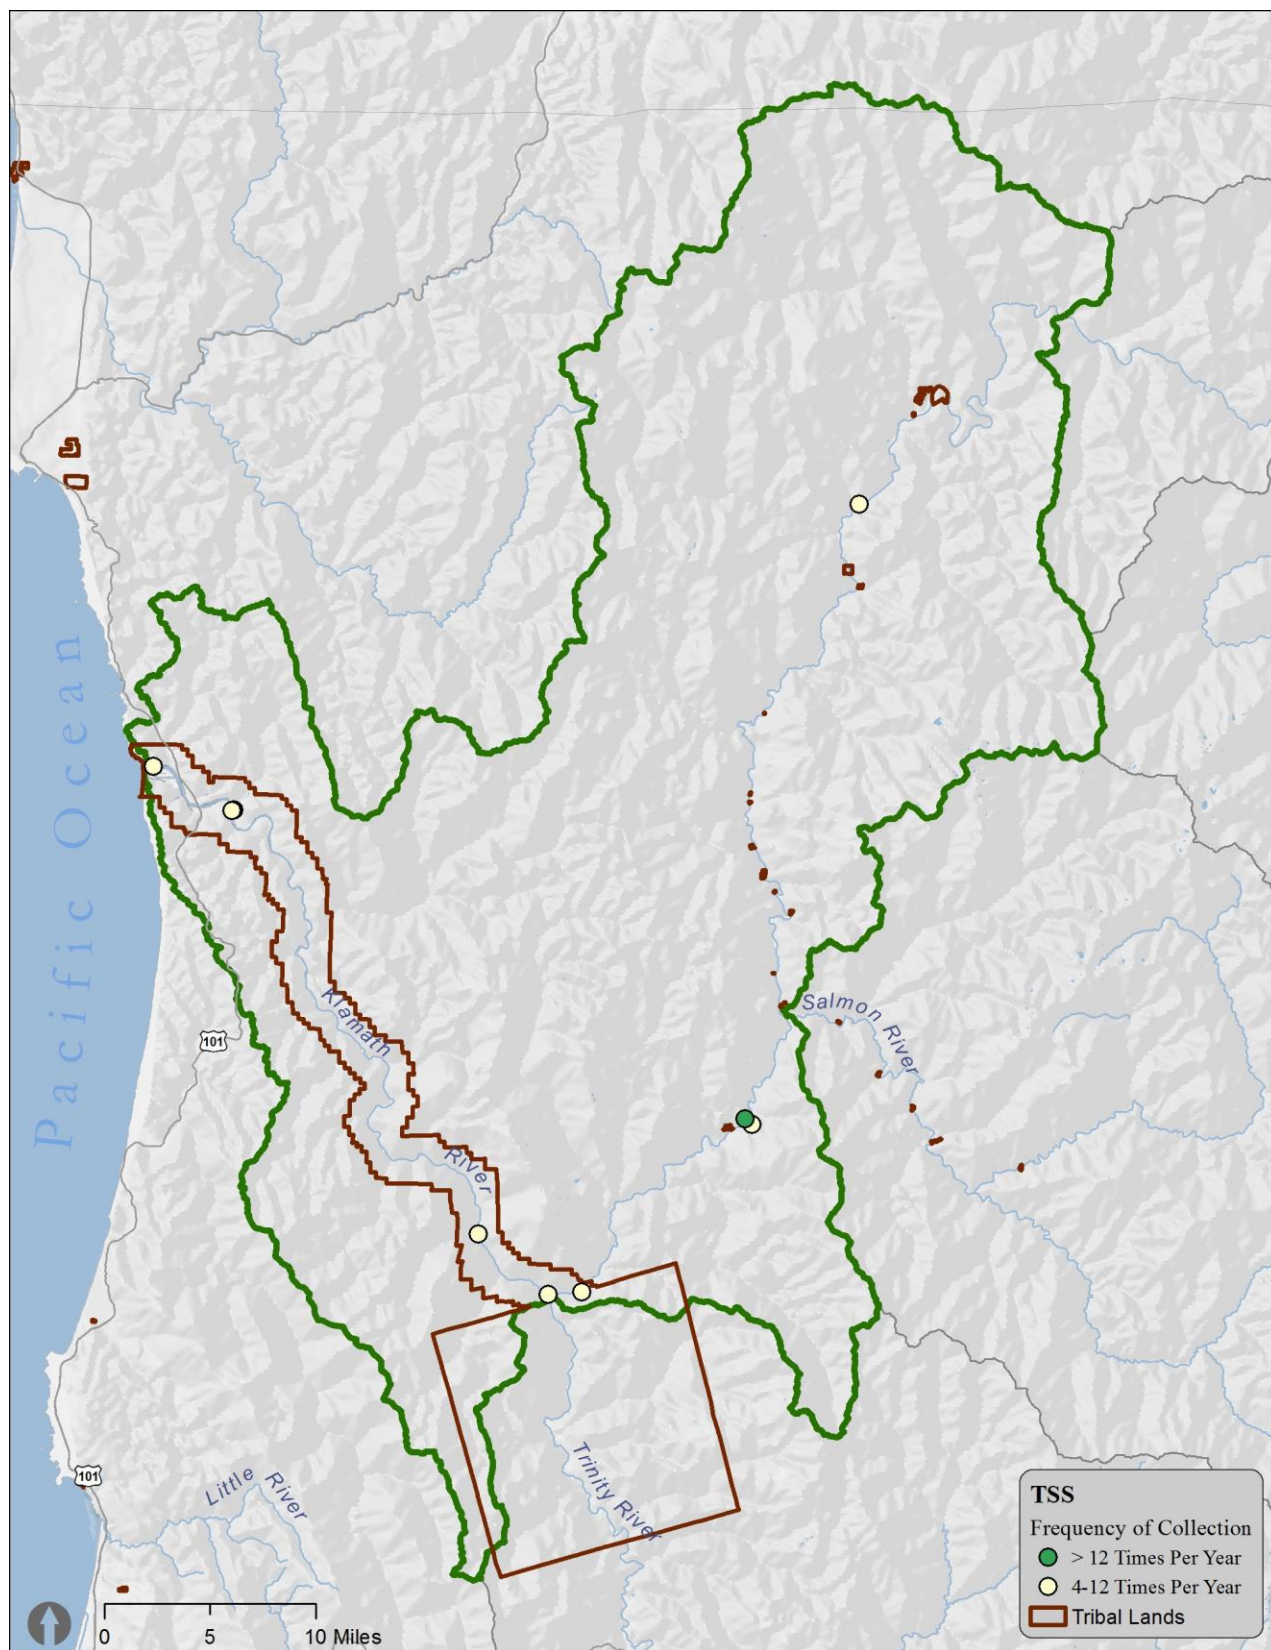 Pacific Ocean
Klamath
River
Salmon River
101
Trinity River
Little River
101
TSS
Frequency of Collection
> 12 Times Per Year
4-12 Times Per Year
Tribal Lands
0 5 10 Miles